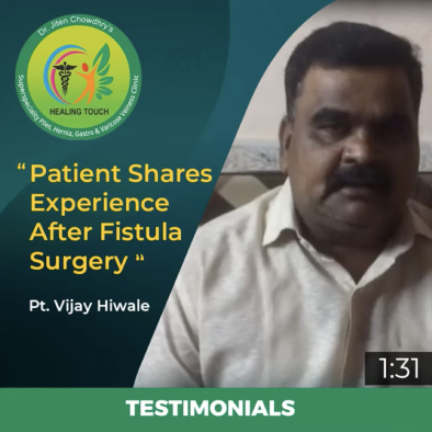 Dr. Jiten Chowdhry's
HEALING TOUCH
Superspeciality Piles, Hernia, Gastro & Varicose Veins Clinic
“ Patient Shares
Experience
After Fistula
Surgery “
Pt. Vijay Hiwale
1:31
TESTIMONIALS